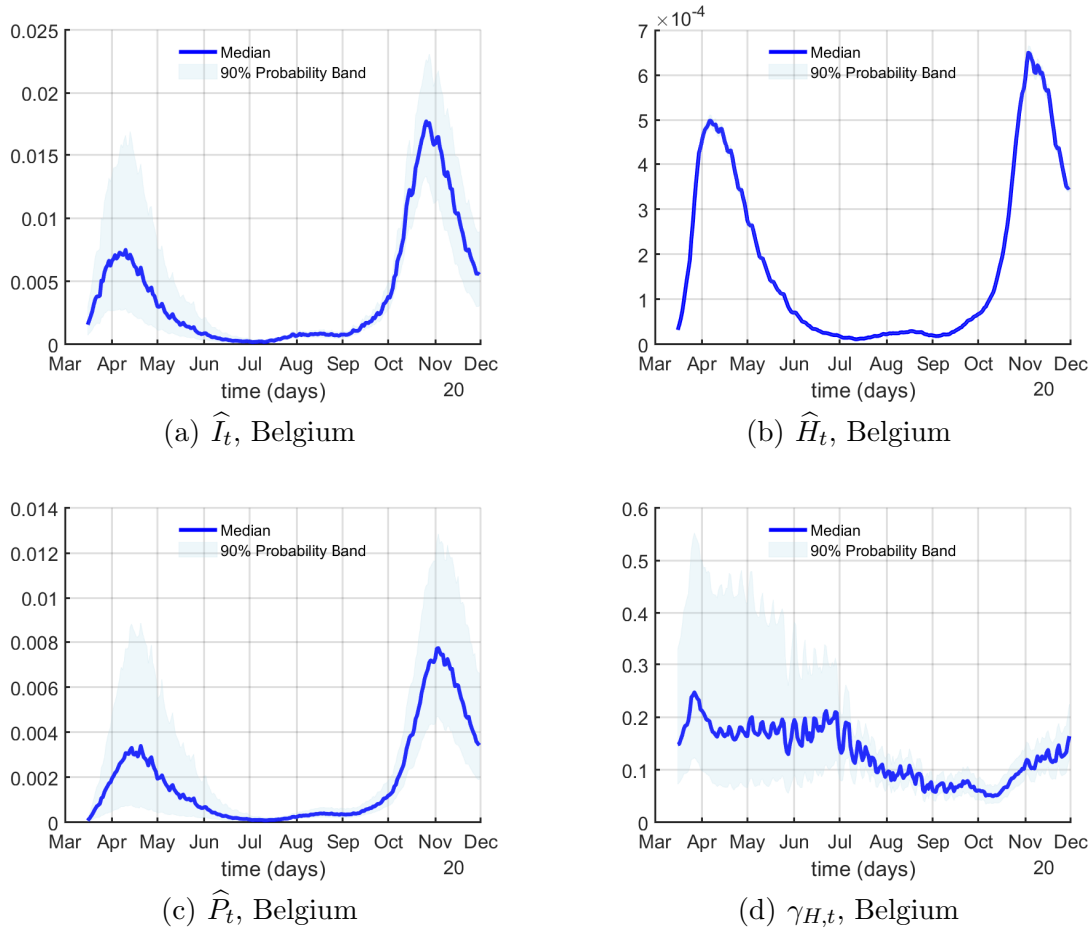 0.025
0.02
0.015
0.01
0.005
0
Median
90% Probability Band
Mar Apr May Jun Jul Aug Sep Oct Nov Dec
time (days) 20
(a) $\widehat{I}_t$, Belgium
7 ×10⁻⁴
6
5
4
3
2
1
0
Median
90% Probability Band
Mar Apr May Jun Jul Aug Sep Oct Nov Dec
time (days) 20
(b) $\widehat{H}_t$, Belgium
0.014
0.012
0.01
0.008
0.006
0.004
0.002
0
Median
90% Probability Band
Mar Apr May Jun Jul Aug Sep Oct Nov Dec
time (days) 20
(c) $\widehat{P}_t$, Belgium
0.6
0.5
0.4
0.3
0.2
0.1
0
Median
90% Probability Band
Mar Apr May Jun Jul Aug Sep Oct Nov Dec
time (days) 20
(d) $\gamma_{H,t}$, Belgium